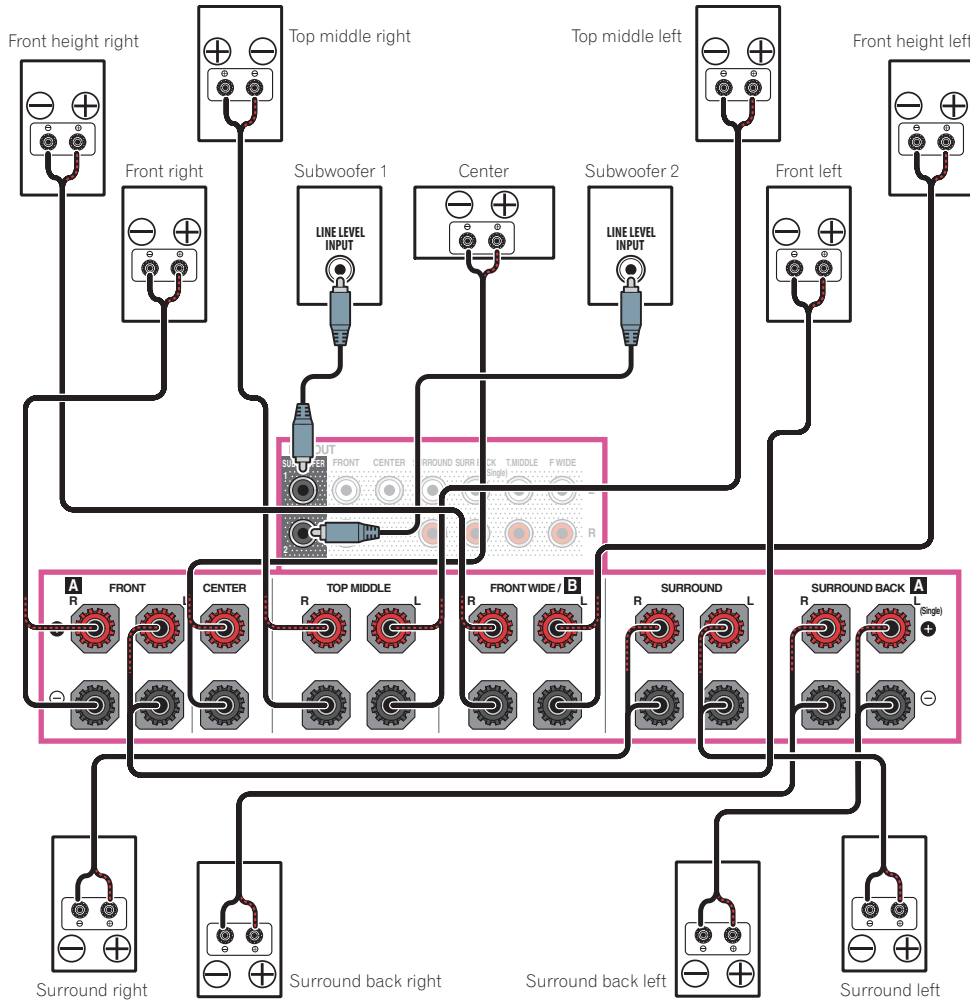 Front height right
Top middle right
Top middle left
Front height left
Front right
Subwoofer 1
Center
Subwoofer 2
Front left
LINE LEVEL
INPUT
LINE LEVEL
INPUT
OUT
FRONT CENTER T.MIDDLE F WIDE
1
2 R
A FRONT CENTER TOP MIDDLE FRONT WIDE / B SURROUND SURROUND BACK A
R L R L R L R L R L
(Single)
Surround right
Surround back right
Surround back left
Surround left